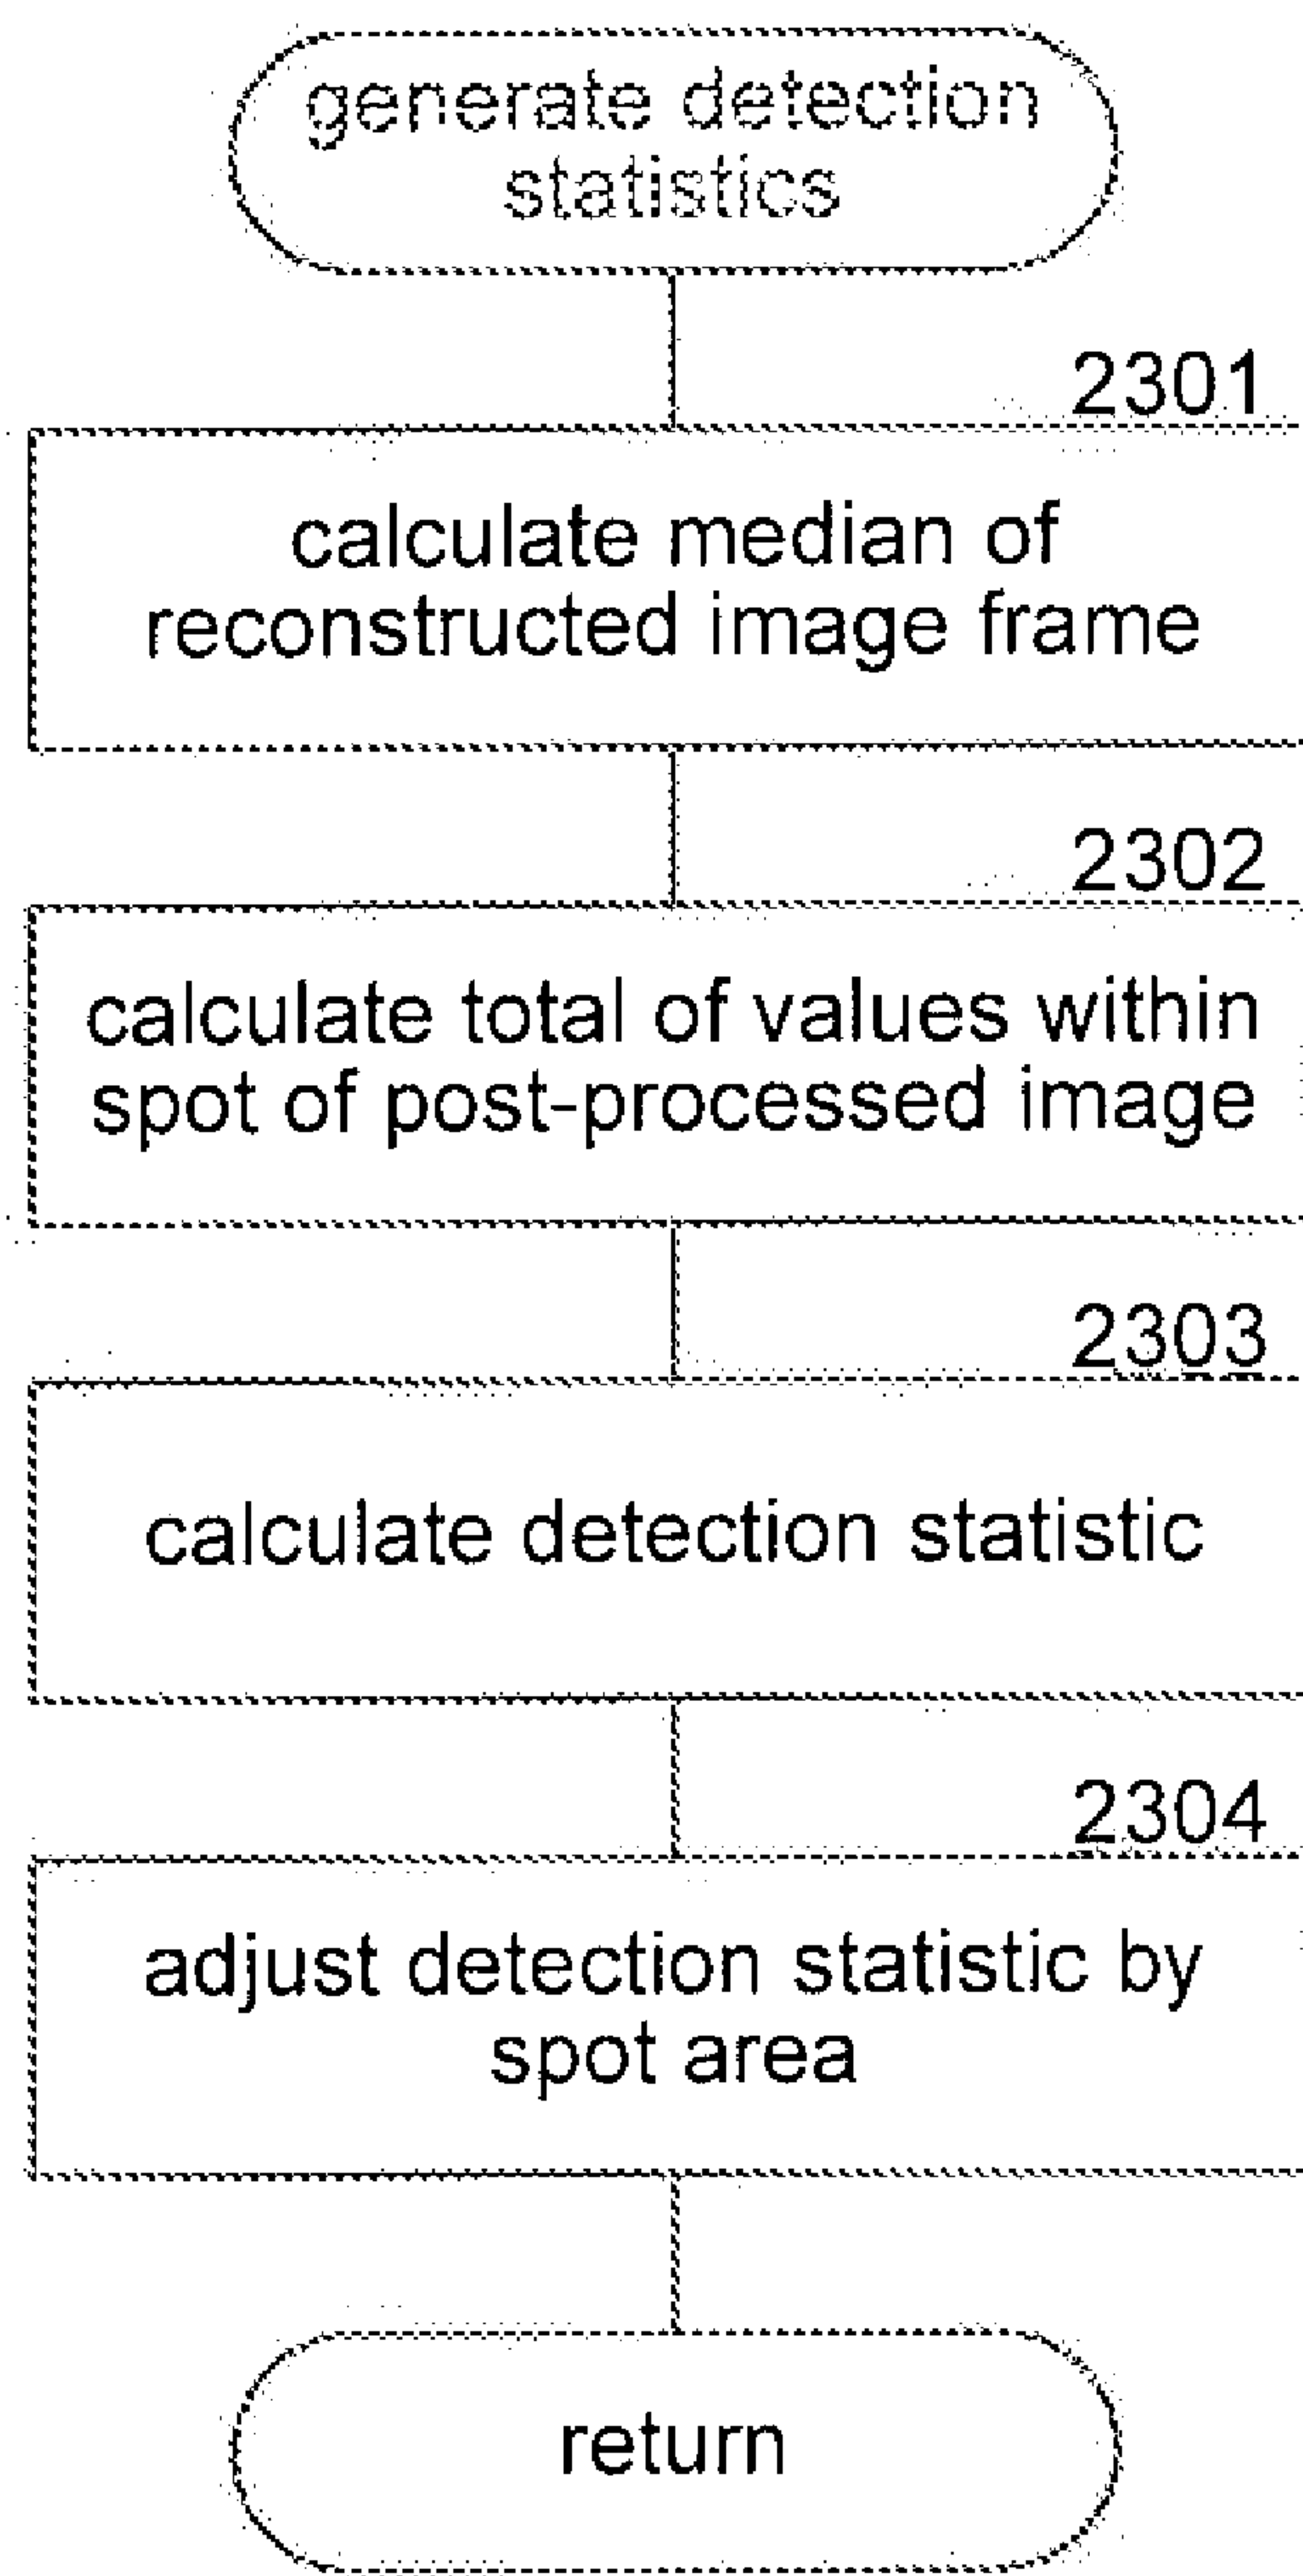 generate detection
statistics
2301
calculate median of
reconstructed image frame
2302
calculate total of values within
spot of post-processed image
2303
calculate detection statistic
2304
adjust detection statistic by
spot area
return